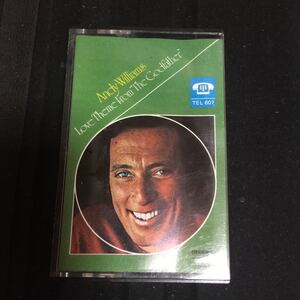 Andy Williams
Love Theme from "The Godfather"
TEL 607